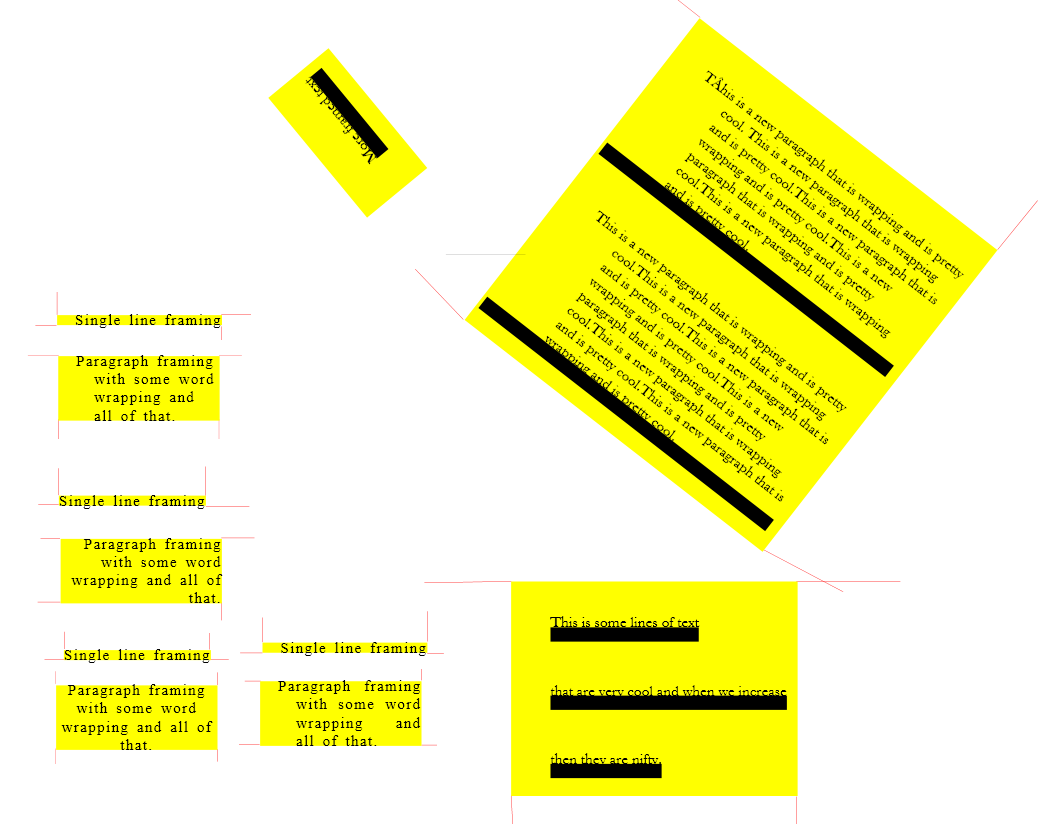 More framed text
TÂhis is a new paragraph that is wrapping and is pretty
cool. This is a new paragraph that is wrapping
and is pretty cool.This is a new paragraph that is
wrapping and is pretty cool.This is a new
paragraph that is wrapping and is pretty
cool.This is a new paragraph that is wrapping
and is pretty cool.
This is a new paragraph that is wrapping and is pretty
cool.This is a new paragraph that is wrapping
and is pretty cool.This is a new paragraph that is
wrapping and is pretty cool.This is a new
paragraph that is wrapping and is pretty
cool.This is a new paragraph that is wrapping
and is pretty cool.This is a new paragraph that is
wrapping and is pretty cool.
Single line framing
Paragraph framing
with some word
wrapping and
all of that.
Single line framing
Paragraph framing
with some word
wrapping and all of
that.
Single line framing
Paragraph framing
with some word
wrapping and all of
that.
Single line framing
Paragraph framing
with some word
wrapping and
all of that.
This is some lines of text
that are very cool and when we increase
then they are nifty.